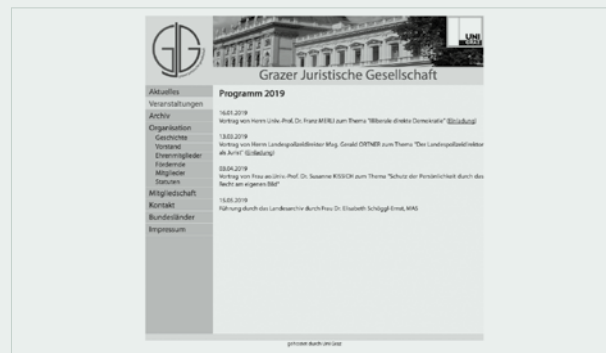 UNI
GRAZ
Grazer Juristische Gesellschaft
Aktuelles
Veranstaltungen
Archiv
Organisation
Geschichte
Vorstand
Ehrenmitglieder
Fördernde
Mitglieder
Statuten
Mitgliedschaft
Kontakt
Bundesländer
Impressum
Programm 2019
16.01.2019
Vortrag von Herrn Univ.-Prof. Dr. Franz MERLI zum Thema "Illiberale direkte Demokratie" (Einladung)
13.03.2019
Vortrag von Herrn Landespolizeidirektor Mag. Gerald ORTNER zum Thema "Der Landespolizeidirektor
als Jurist" (Einladung)
03.04.2019
Vortrag von Frau ao.Univ.-Prof. Dr. Susanne KISSICH zum Thema "Schutz der Persönlichkeit durch das
Recht am eigenen Bild"
15.05.2019
Führung durch das Landesarchiv durch Frau Dr. Elisabeth Schöggl-Ernst, MAS
durch Uni Graz